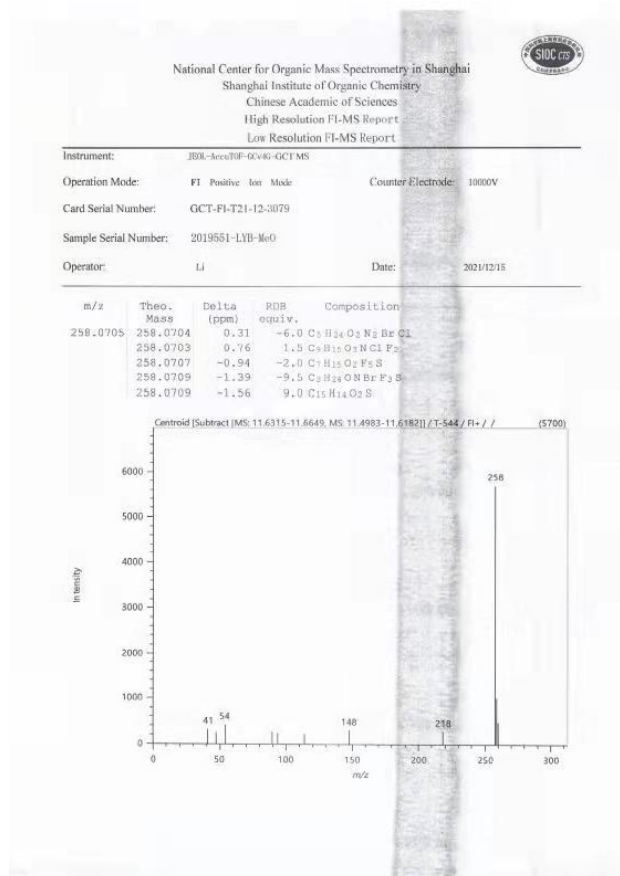 SIOC CTS
National Center for Organic Mass Spectrometry in Shanghai
Shanghai Institute of Organic Chemistry
Chinese Academic of Sciences
High Resolution FI-MS Report
Low Resolution FI-MS Report
Instrument: JEOL-AccuTOF-GCv4G-GCT MS
Operation Mode: FI Positive Ion Mode Counter Electrode: 10000V
Card Serial Number: GCT-FI-T21-12-3079
Sample Serial Number: 2019551-LYB-MeO
Operator: Li Date: 2021/12/15
m/z Theo. Delta RDB Composition
Mass (ppm) equiv.
258.0705 258.0704 0.31 -6.0 C5 H24 O2 N2 Br Cl
258.0703 0.76 1.5 H15 N Cl
258.0707 -0.94 -2.0 C7 H15 O2 F5 S
258.0709 -1.39 -9.5 H24 O N Br F3 S
258.0709 -1.56 9.0 C15 H14 O2 S
Centroid [Subtract [MS: 11.6315-11.6649, MS: 11.4983-11.6182]] / T-544 / FI+ / / (5700)
6000
258
5000
4000
Intensity
3000
2000
1000
41 54 148 218
0
0 50 100 150 200 250 300
m/z